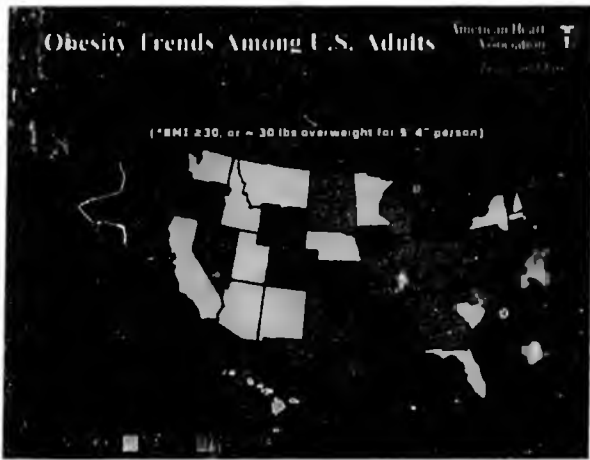 Obesity Trends Among U.S. Adults
American Heart
Association
(*BMI ≥30, or ~ 30 lbs overweight for 5' 4" person)